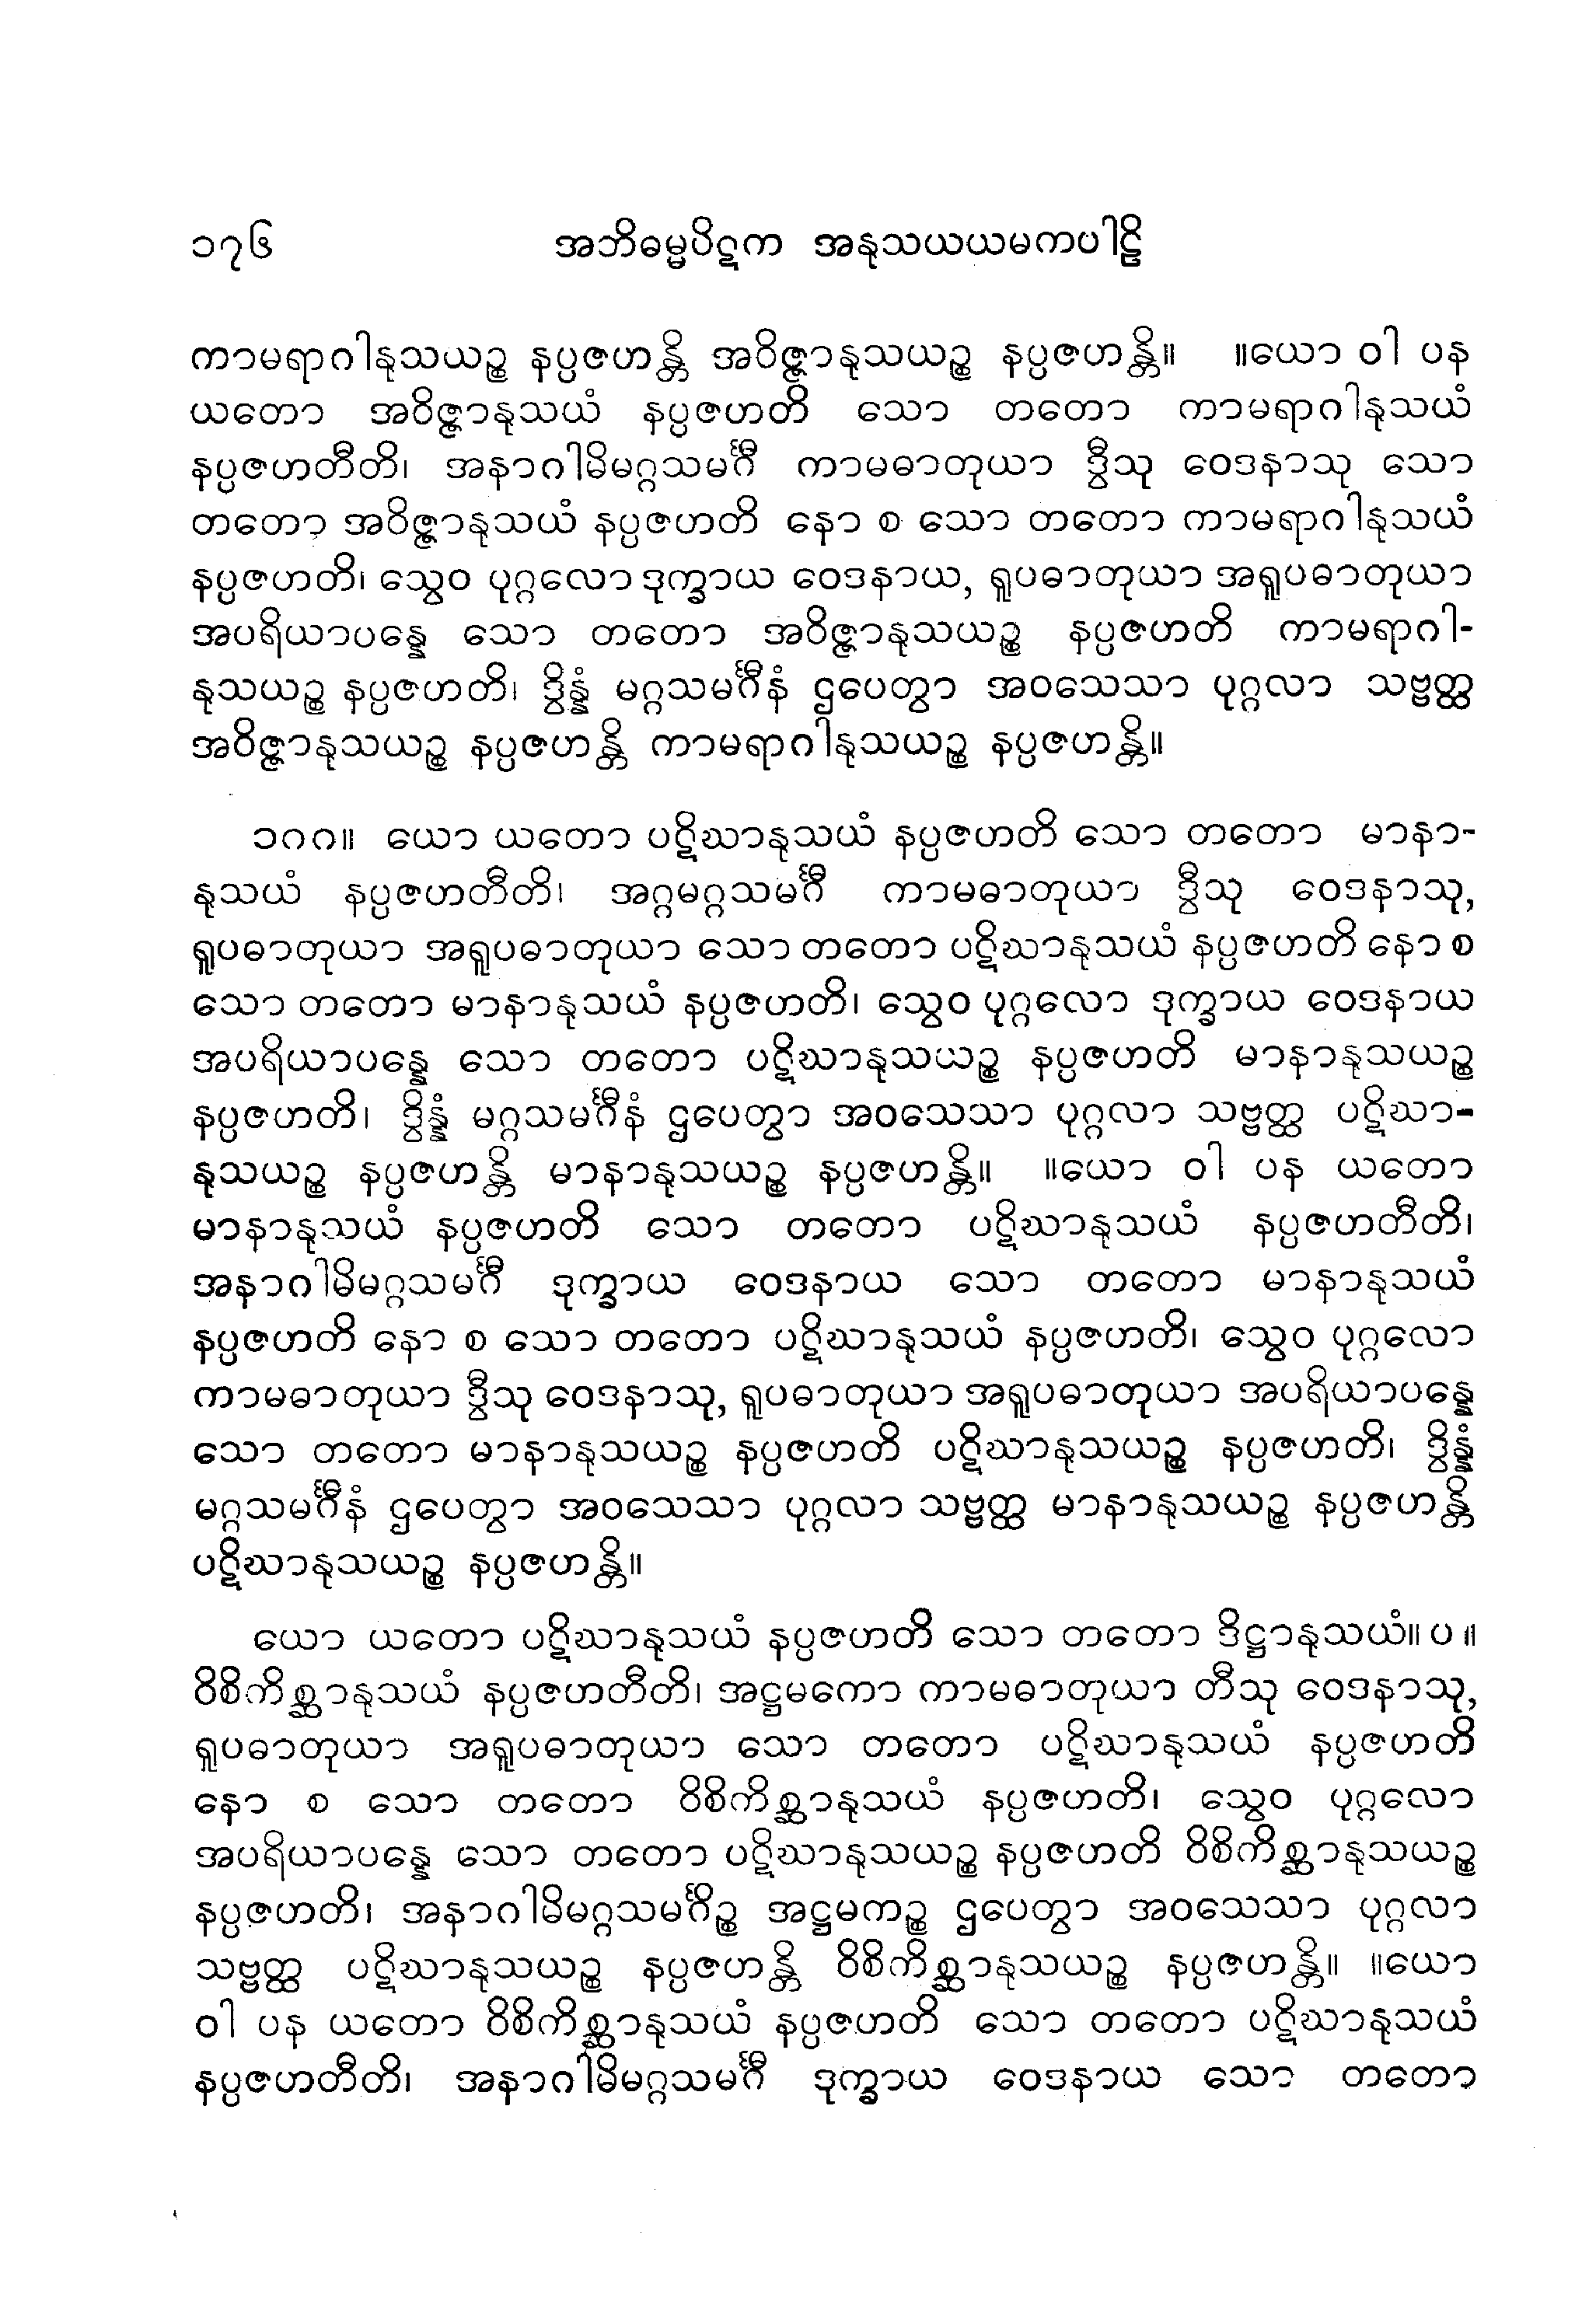 ၁၇၆ အဘိဓမ္မပိဋက အနုသယယမကပါဠိ
ကာမရာဂါနုသယဉ္စ နပ္ပဇဟန္တိ အဝိဇ္ဇာနုသယဉ္စ နပ္ပဇဟန္တိ။ ။ယော ဝါ ပန
ယတော အဝိဇ္ဇာနုသယံ နပ္ပဇဟတိ သော တတော ကာမရာဂါနုသယံ
နပ္ပဇဟတီတိ၊ အနာဂါမိမဂ္ဂသမင်္ဂီ ကာမဓာတုယာ ဒွီသု ဝေဒနာသု သော
တတော အဝိဇ္ဇာနုသယံ နပ္ပဇဟတိ နော စ သော တတော ကာမရာဂါနုသယံ
နပ္ပဇဟတိ၊ သွေဝ ပုဂ္ဂလော ဒုက္ခာယ ဝေဒနာယ, ရူပဓာတုယာ အရူပဓာတုယာ
အပရိယာပန္နေ သော တတော အဝိဇ္ဇာနုသယဉ္စ နပ္ပဇဟတိ ကာမရာဂါ-
နုသယဉ္စ နပ္ပဇဟတိ၊ ဒွိန္နံ မဂ္ဂသမင်္ဂီနံ ဌပေတွာ အဝသေသာ ပုဂ္ဂလာ သဗ္ဗတ္ထ
အဝိဇ္ဇာနုသယဉ္စ နပ္ပဇဟန္တိ ကာမရာဂါနုသယဉ္စ နပ္ပဇဟန္တိ။
၁၈၈။ ယော ယတော ပဋိဃာနုသယံ နပ္ပဇဟတိ သော တတော မာနာ-
နုသယံ နပ္ပဇဟတီတိ၊ အဂ္ဂမဂ္ဂသမင်္ဂီ ကာမဓာတုယာ ဒွီသု ဝေဒနာသု,
ရူပဓာတုယာ အရူပဓာတုယာ သော တတော ပဋိဃာနုသယံ နပ္ပဇဟတိ နော စ
သော တတော မာနာနုသယံ နပ္ပဇဟတိ၊ သွေဝ ပုဂ္ဂလော ဒုက္ခာယ ဝေဒနာယ
အပရိယာပန္နေ သော တတော ပဋိဃာနုသယဉ္စ နပ္ပဇဟတိ မာနာနုသယဉ္စ
နပ္ပဇဟတိ၊ ဒွိန္နံ မဂ္ဂသမင်္ဂီနံ ဌပေတွာ အဝသေသာ ပုဂ္ဂလာ သဗ္ဗတ္ထ ပဋိဃာ-
နုသယဉ္စ နပ္ပဇဟန္တိ မာနာနုသယဉ္စ နပ္ပဇဟန္တိ။ ။ယော ဝါ ပန ယတော
မာနာနုသယံ နပ္ပဇဟတိ သော တတော ပဋိဃာနုသယံ နပ္ပဇဟတီတိ၊
အနာဂါမိမဂ္ဂသမင်္ဂီ ဒုက္ခာယ ဝေဒနာယ သော တတော မာနာနုသယံ
နပ္ပဇဟတိ နော စ သော တတော ပဋိဃာနုသယံ နပ္ပဇဟတိ၊ သွေဝ ပုဂ္ဂလော
ကာမဓာတုယာ ဒွီသု ဝေဒနာသု, ရူပဓာတုယာ အရူပဓာတုယာ အပရိယာပန္နေ
သော တတော မာနာနုသယဉ္စ နပ္ပဇဟတိ ပဋိဃာနုသယဉ္စ နပ္ပဇဟတိ၊ ဒွိန္နံ
မဂ္ဂသမင်္ဂီနံ ဌပေတွာ အဝသေသာ ပုဂ္ဂလာ သဗ္ဗတ္ထ မာနာနုသယဉ္စ နပ္ပဇဟန္တိ
ပဋိဃာနုသယဉ္စ နပ္ပဇဟန္တိ။
ယော ယတော ပဋိဃာနုသယံ နပ္ပဇဟတိ သော တတော ဒိဋ္ဌာနုသယံ။ပ။
ဝိစိကိစ္ဆာနုသယံ နပ္ပဇဟတီတိ၊ အဋ္ဌမကော ကာမဓာတုယာ တီသု ဝေဒနာသု,
ရူပဓာတုယာ အရူပဓာတုယာ သော တတော ပဋိဃာနုသယံ နပ္ပဇဟတိ
နော စ သော တတော ဝိစိကိစ္ဆာနုသယံ နပ္ပဇဟတိ၊ သွေဝ ပုဂ္ဂလော
အပရိယာပန္နေ သော တတော ပဋိဃာနုသယဉ္စ နပ္ပဇဟတိ ဝိစိကိစ္ဆာနုသယဉ္စ
နပ္ပဇဟတိ၊ အနာဂါမိမဂ္ဂသမင်္ဂိဉ္စ အဋ္ဌမကဉ္စ ဌပေတွာ အဝသေသာ ပုဂ္ဂလာ
သဗ္ဗတ္ထ ပဋိဃာနုသယဉ္စ နပ္ပဇဟန္တိ ဝိစိကိစ္ဆာနုသယဉ္စ နပ္ပဇဟန္တိ။ ။ယော
ဝါ ပန ယတော ဝိစိကိစ္ဆာနုသယံ နပ္ပဇဟတိ သော တတော ပဋိဃာနုသယံ
နပ္ပဇဟတီတိ၊ အနာဂါမိမဂ္ဂသမင်္ဂီ ဒုက္ခာယ ဝေဒနာယ သော တတော